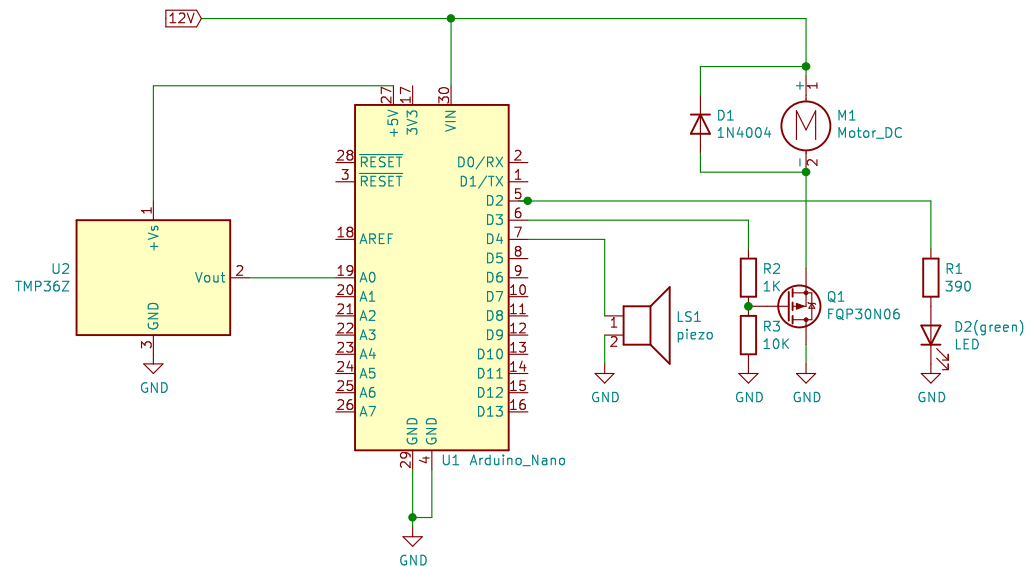 12V
27
17
30
+5V
3V3
VIN
28 RESET
3 RESET
18 AREF
19 A0
20 A1
21 A2
22 A3
23 A4
24 A5
25 A6
26 A7
D0/RX 2
D1/TX 1
D2 5
D3 6
D4 7
D5 8
D6 9
D7 10
D8 11
D9 12
D10 13
D11 14
D12 15
D13 16
GND
GND
29
4
U1 Arduino_Nano
GND
1
+Vs
U2
TMP36Z
Vout 2
GND
3
GND
D1
1N4004
+ 1
M
M1
Motor_DC
- 2
LS1
piezo
1
2
GND
R2
1K
R3
10K
GND
Q1
FQP30N06
GND
R1
390
D2(green)
LED
GND